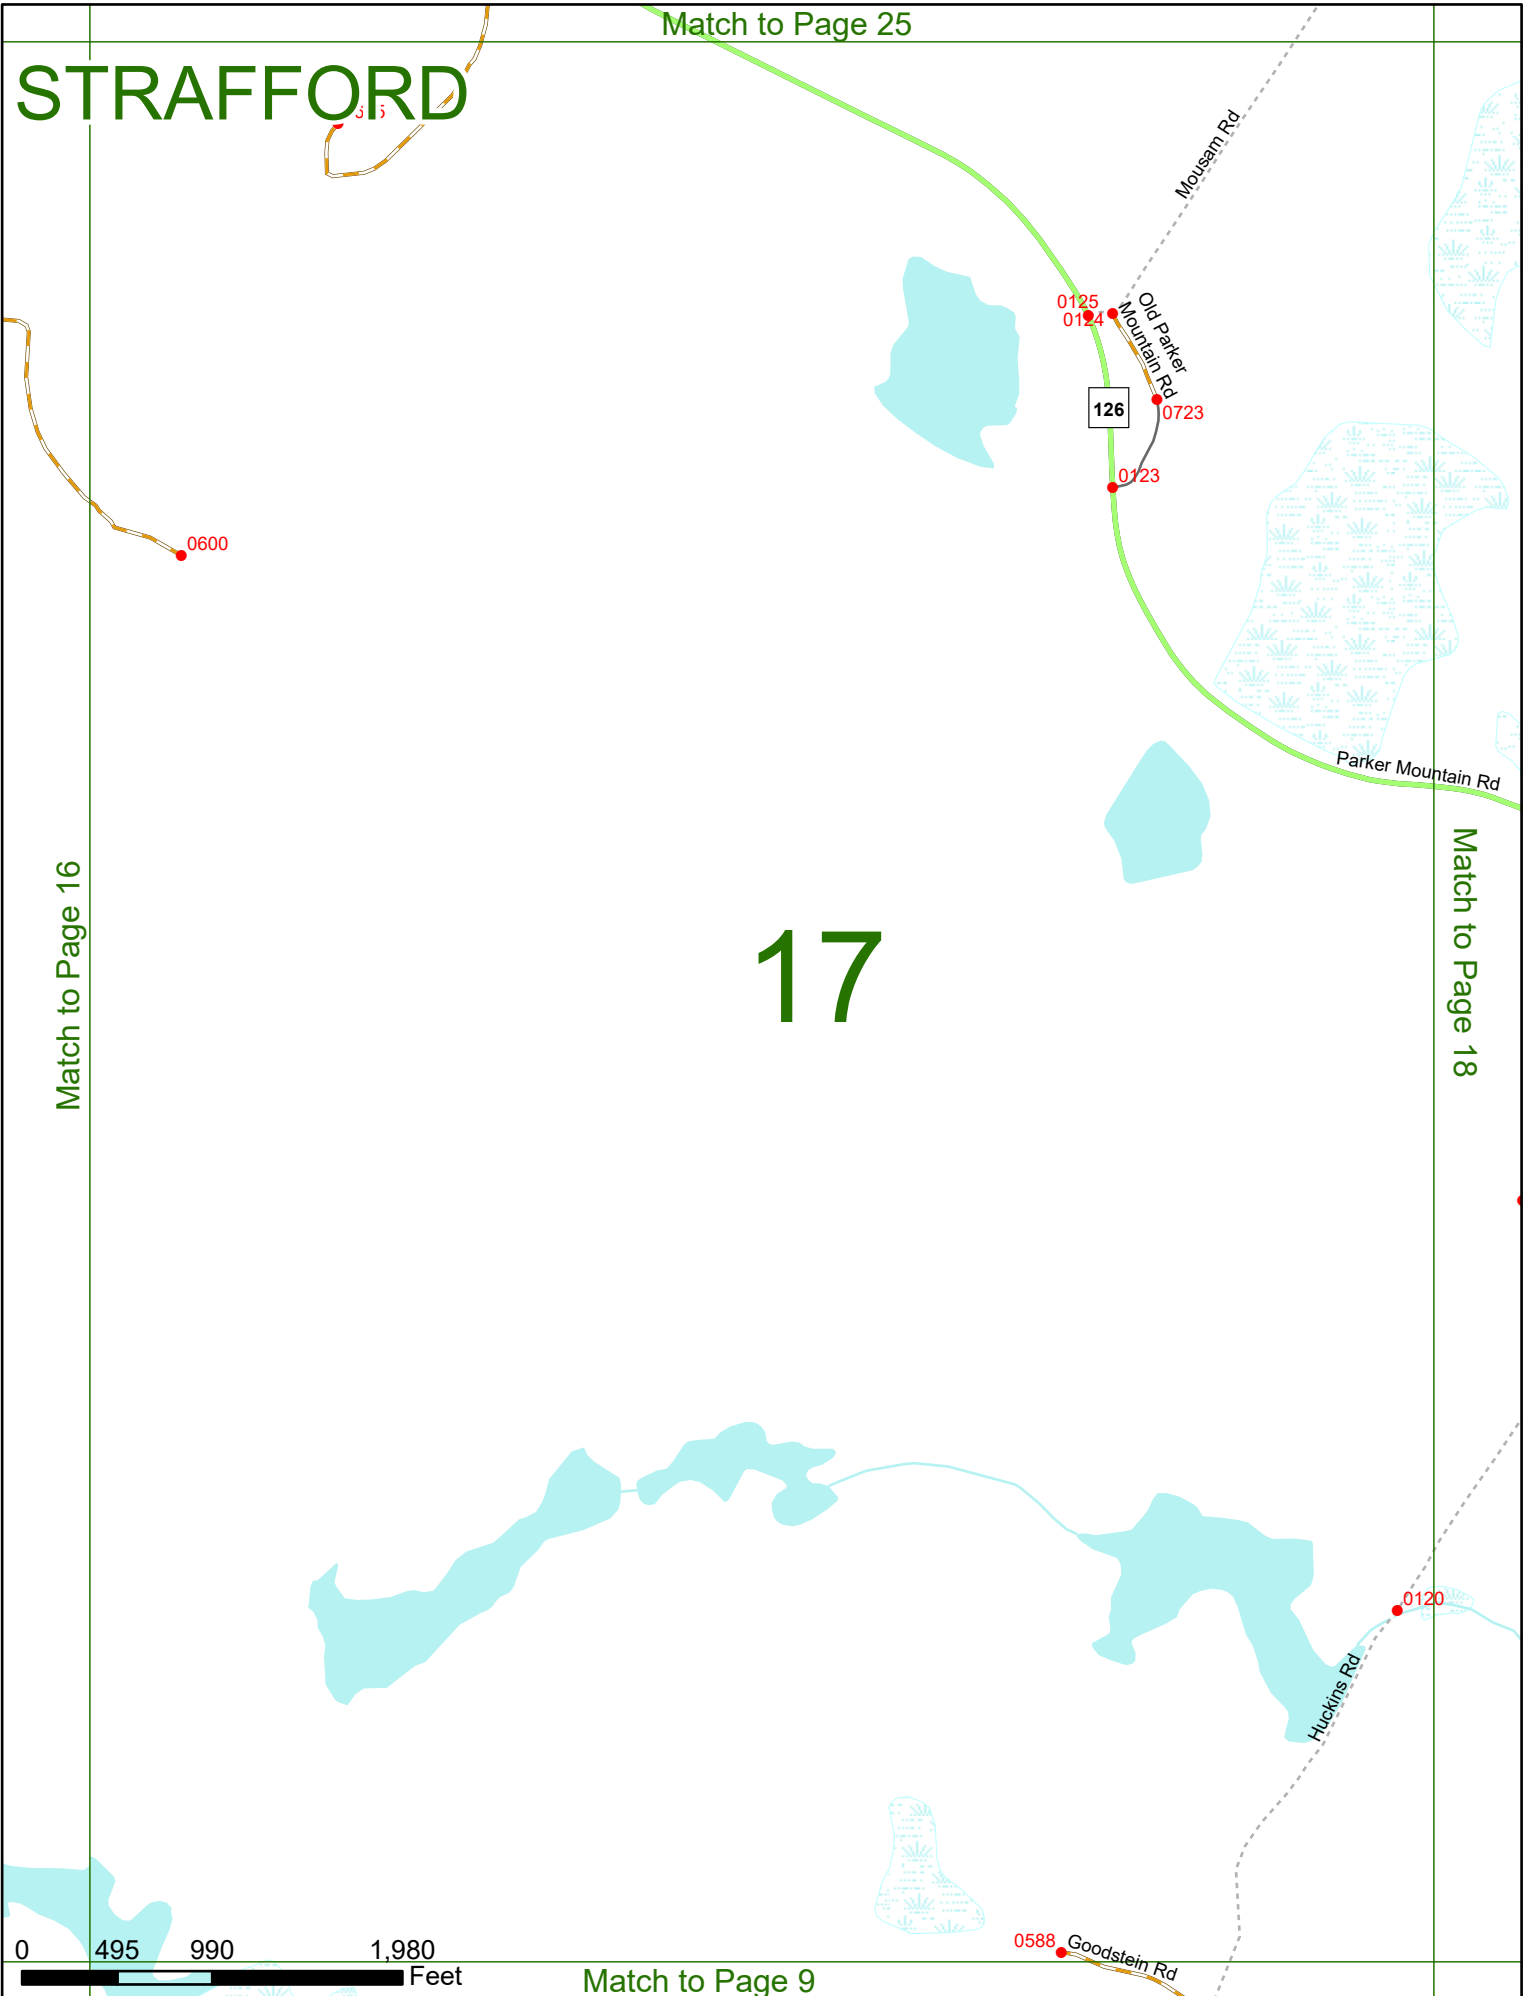 Match to Page 25
STRAFFORD
Mousam Rd
0125
0124
Old Parker
Mountain Rd
126
0723
0123
0600
Parker Mountain Rd
Match to Page 16
17
Match to Page 18
0120
Huckins Rd
0588
Goodstein Rd
0 495 990 1,980
Feet
Match to Page 9